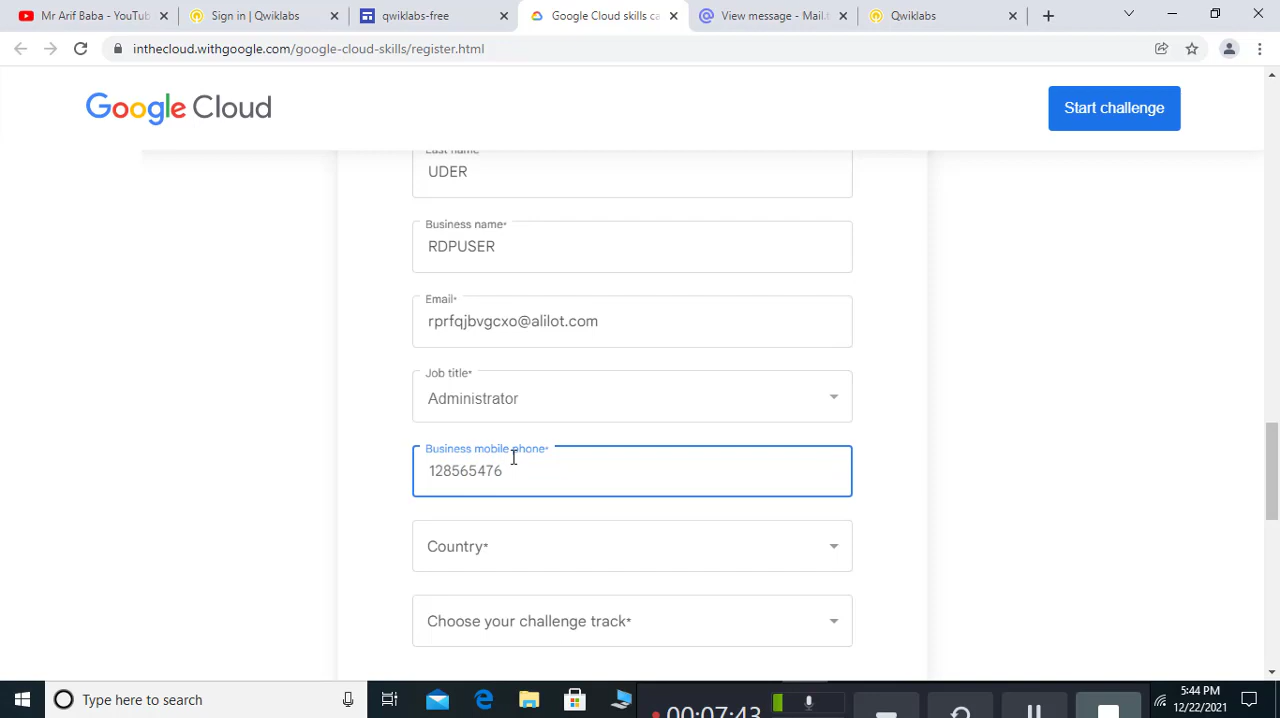 Mr Arif Baba - YouTub
Sign in | Qwiklabs
qwiklabs-free
Google Cloud skills ca
View message - Mail.t
Qwiklabs
inthecloud.withgoogle.com/google-cloud-skills/register.html
Google Cloud
Start challenge
Last name
UDER
Business name*
RDPUSER
Email*
rprfqjbvgcxo@alilot.com
Job title*
Administrator
Business mobile phone*
128565476
Country*
Choose your challenge track*
Type here to search
00:07:43
5:44 PM
12/22/2021